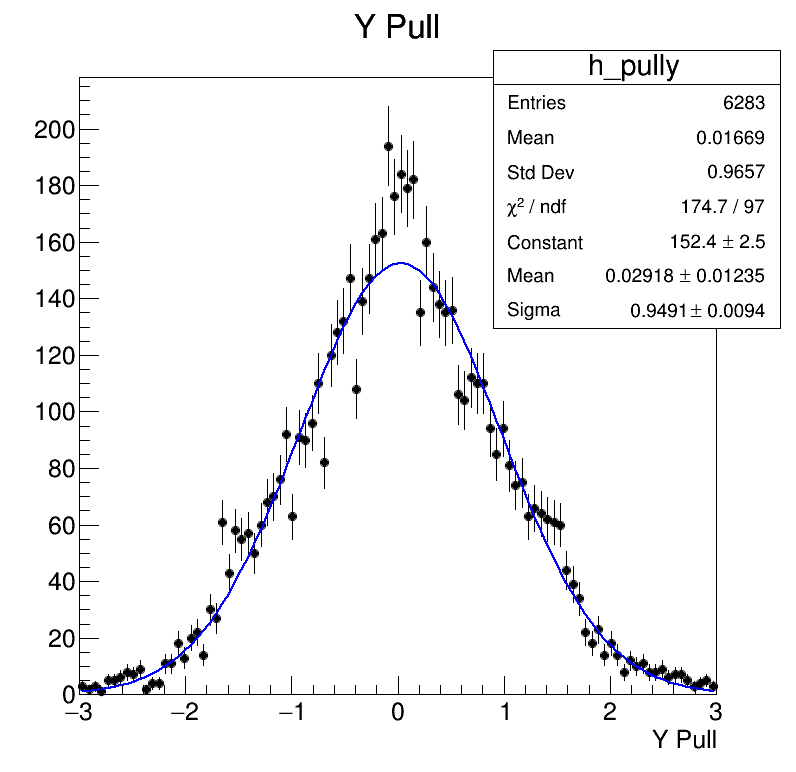 Y Pull
h_pully
Entries 6283
Mean 0.01669
Std Dev 0.9657
χ² / ndf 174.7 / 97
Constant 152.4 ± 2.5
Mean 0.02918 ± 0.01235
Sigma 0.9491 ± 0.0094
200
180
160
140
120
100
80
60
40
20
0
−3 −2 −1 0 1 2 3
Y Pull